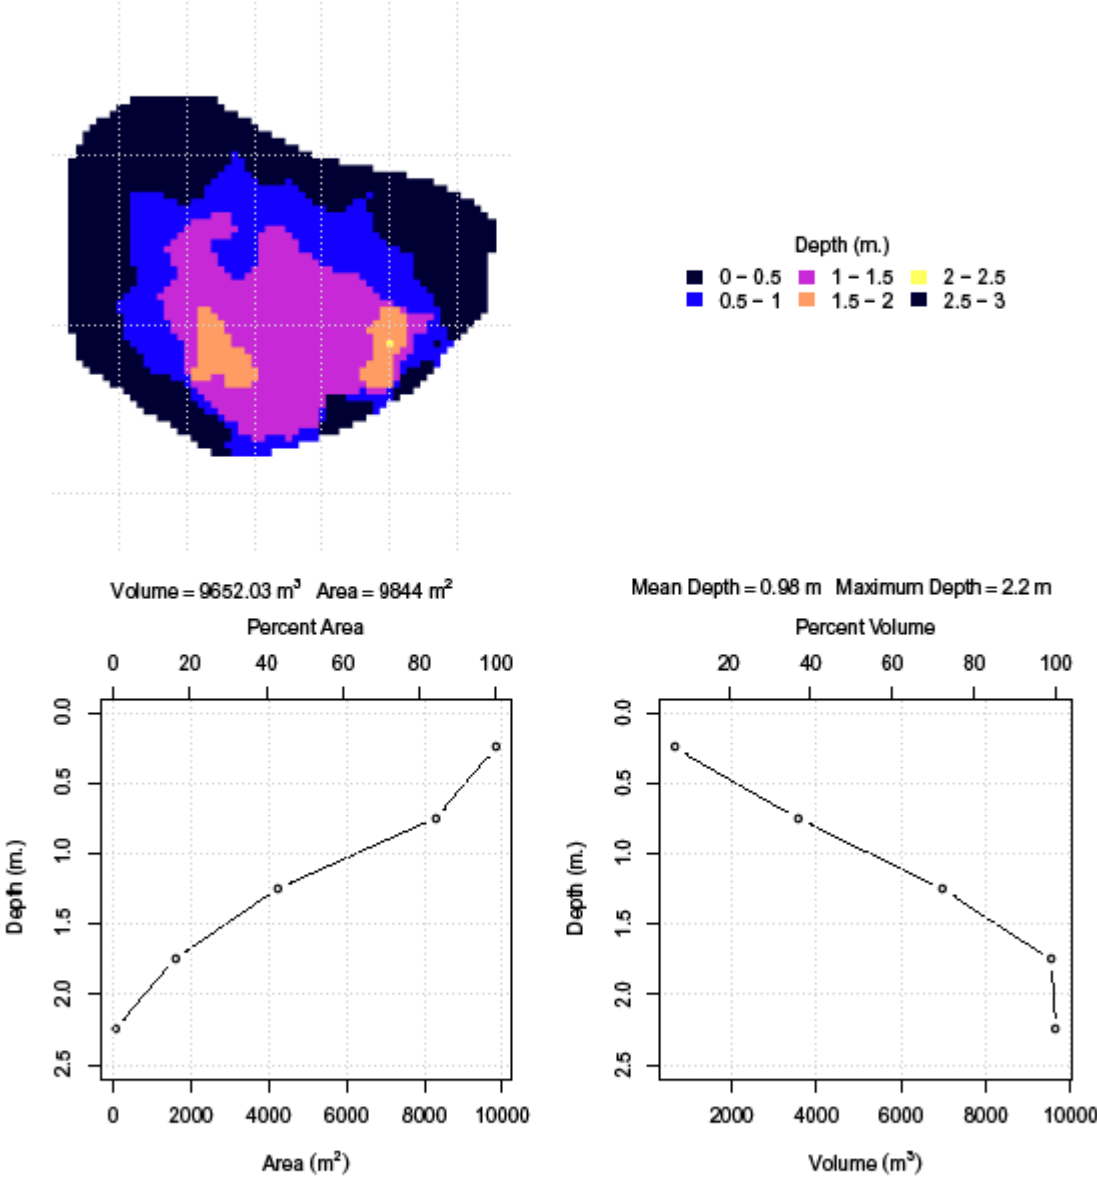 Depth (m.)
0 – 0.5 1 – 1.5 2 – 2.5
0.5 – 1 1.5 – 2 2.5 – 3
Volume = 9652.03 m³ Area = 9844 m²
Mean Depth = 0.98 m Maximum Depth = 2.2 m
Percent Area
0 20 40 60 80 100
0.0
0.5
1.0
1.5
2.0
2.5
Depth (m.)
0 2000 4000 6000 8000 10000
Area (m²)
Percent Volume
20 40 60 80 100
0.0
0.5
1.0
1.5
2.0
2.5
Depth (m.)
2000 4000 6000 8000 10000
Volume (m³)